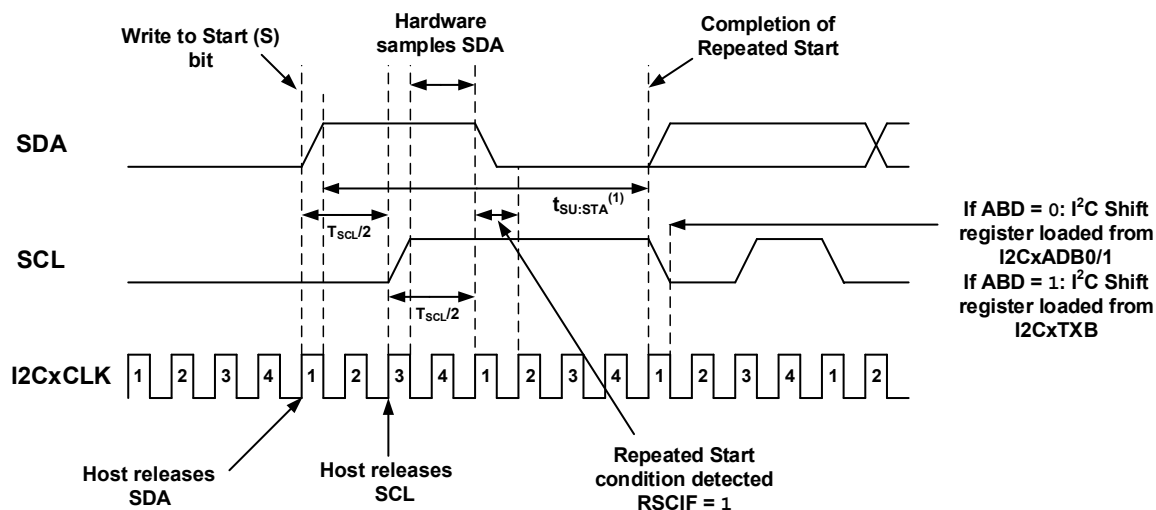 Write to Start (S)
bit
Hardware
samples SDA
Completion of
Repeated Start
SDA
tSU:STA(1)
TSCL/2
SCL
TSCL/2
If ABD = 0: I2C Shift
register loaded from
I2CxADB0/1
If ABD = 1: I2C Shift
register loaded from
I2CxTXB
I2CxCLK
1 2 3 4 1 2 3 4 1 2 3 4 1 2 3 4 1 2
Host releases
SDA
Host releases
SCL
Repeated Start
condition detected
RSCIF = 1